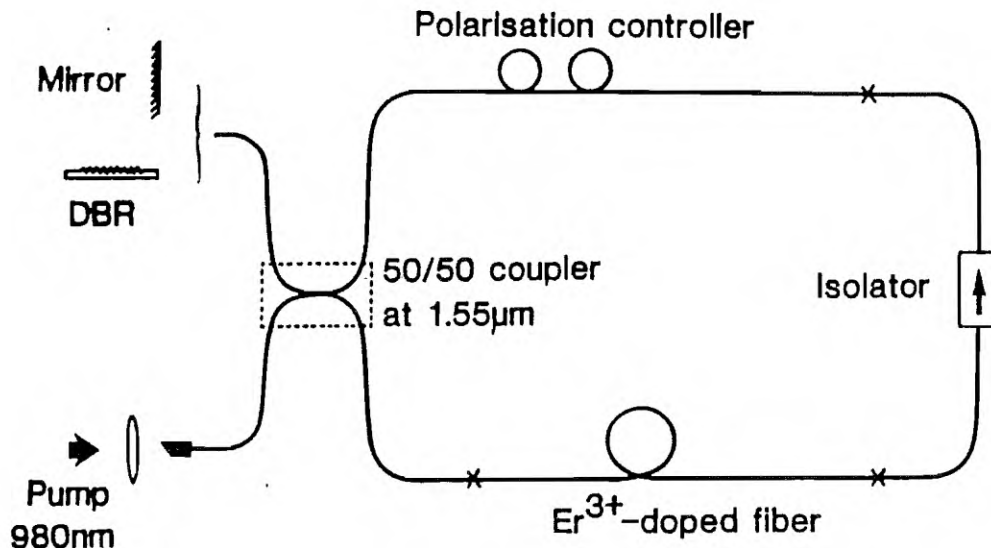 Polarisation controller
Mirror
DBR
50/50 coupler
at 1.55μm
Isolator
Pump
980nm
Er³⁺-doped fiber